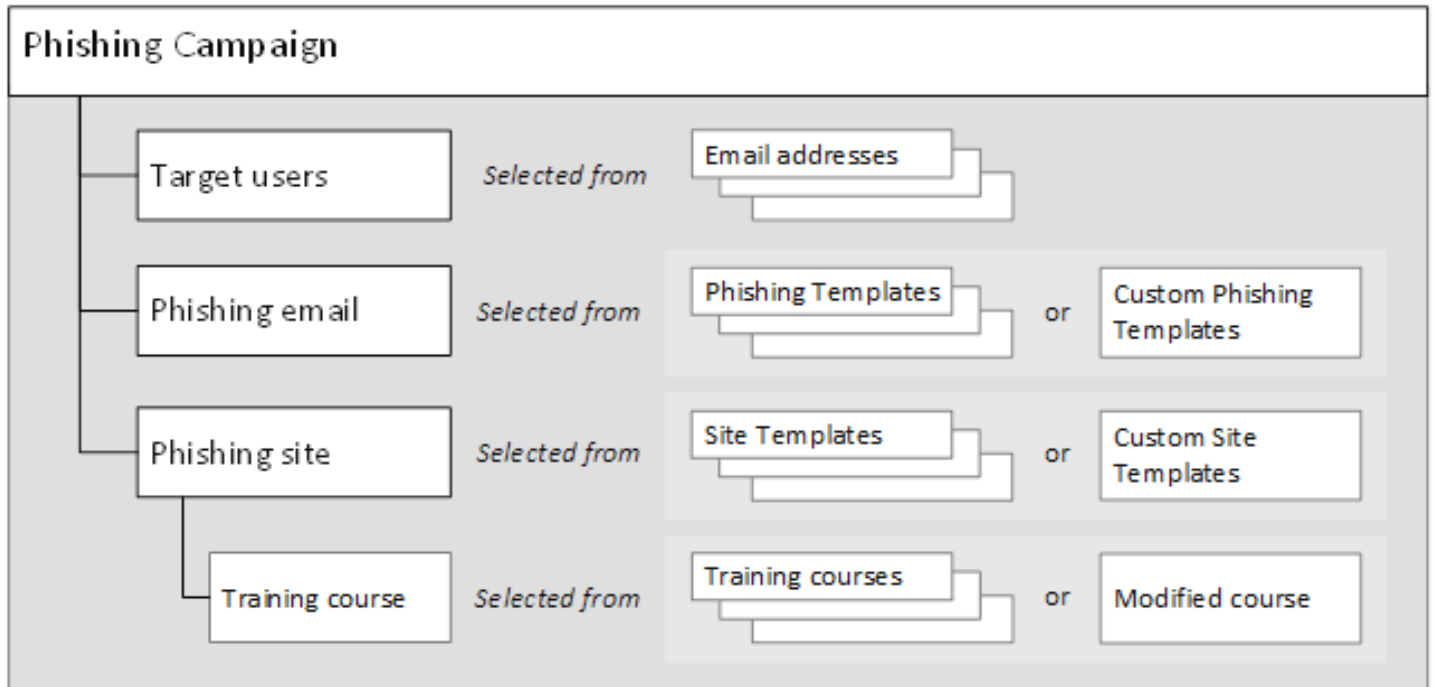 Phishing Campaign
Target users
Selected from
Email addresses
Phishing email
Selected from
Phishing Templates
or
Custom Phishing
Templates
Phishing site
Selected from
Site Templates
or
Custom Site
Templates
Training course
Selected from
Training courses
or
Modified course